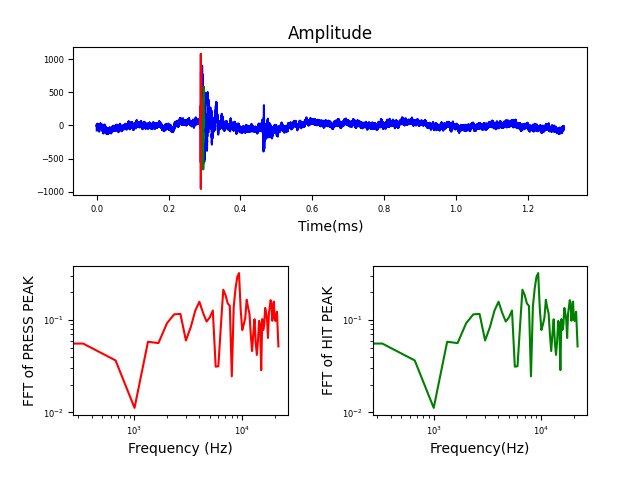 Amplitude
1000
500
0
−500
−1000
0.0 0.2 0.4 0.6 0.8 1.0 1.2
Time(ms)
FFT of PRESS PEAK
10⁻¹
10⁻²
10³ 10⁴
Frequency (Hz)
FFT of HIT PEAK
10⁻¹
10⁻²
10³ 10⁴
Frequency(Hz)